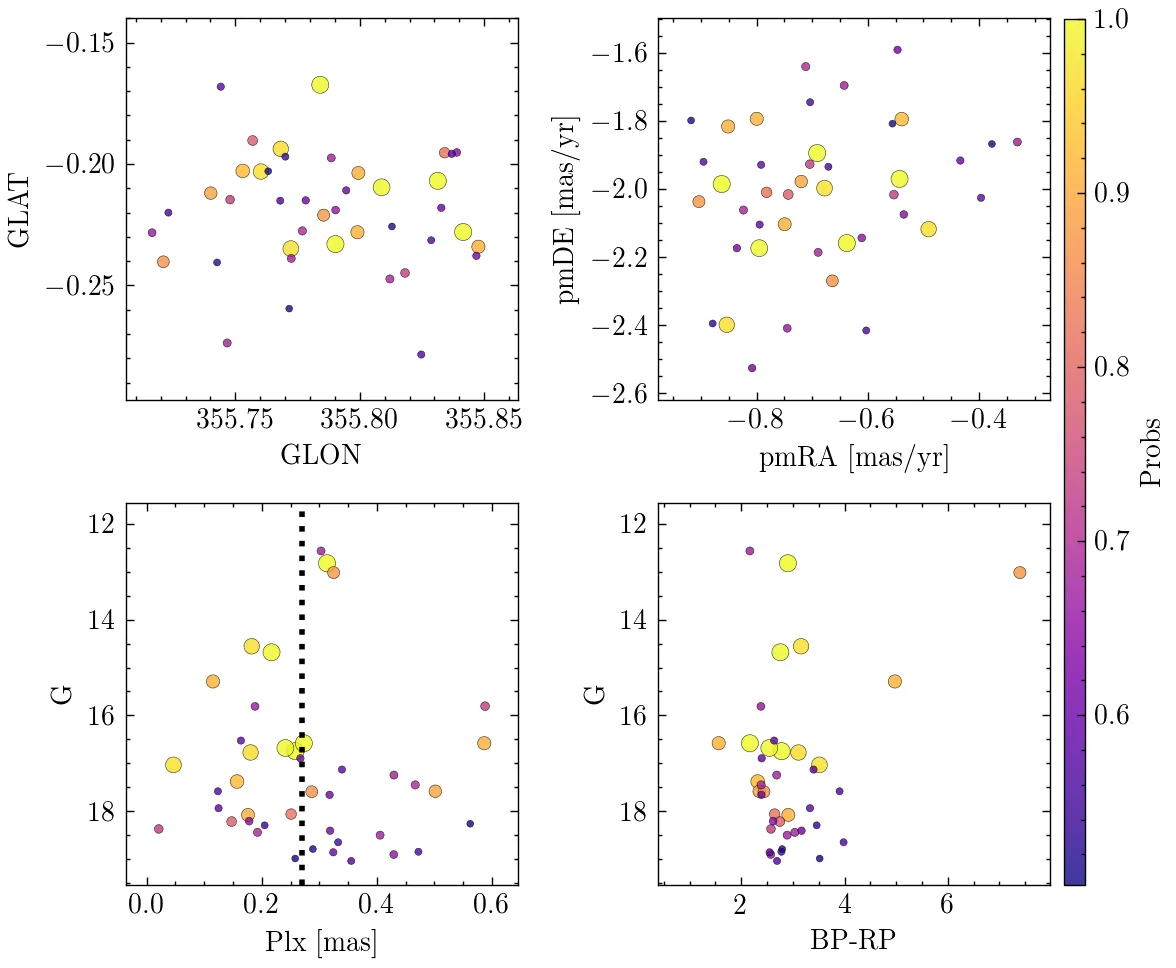 −0.15
−0.20
−0.25
GLAT
355.75 355.80 355.85
GLON
−1.6
−1.8
−2.0
−2.2
−2.4
−2.6
pmDE [mas/yr]
−0.8 −0.6 −0.4
pmRA [mas/yr]
1.0
0.9
0.8
0.7
0.6
Probs
12
14
16
18
G
0.0 0.2 0.4 0.6
Plx [mas]
12
14
16
18
G
2 4 6
BP-RP